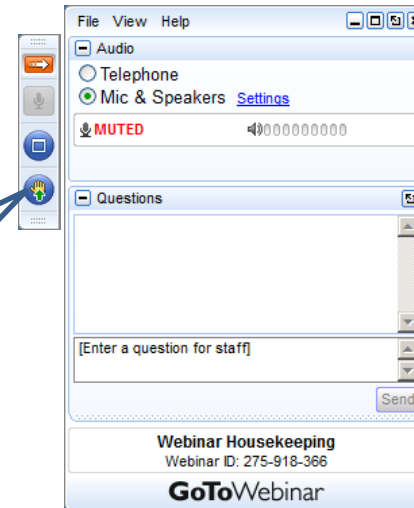 File View Help
Audio
Telephone
Mic & Speakers Settings
MUTED 000000000
Questions
[Enter a question for staff]
Send
Webinar Housekeeping
Webinar ID: 275-918-366
GoToWebinar